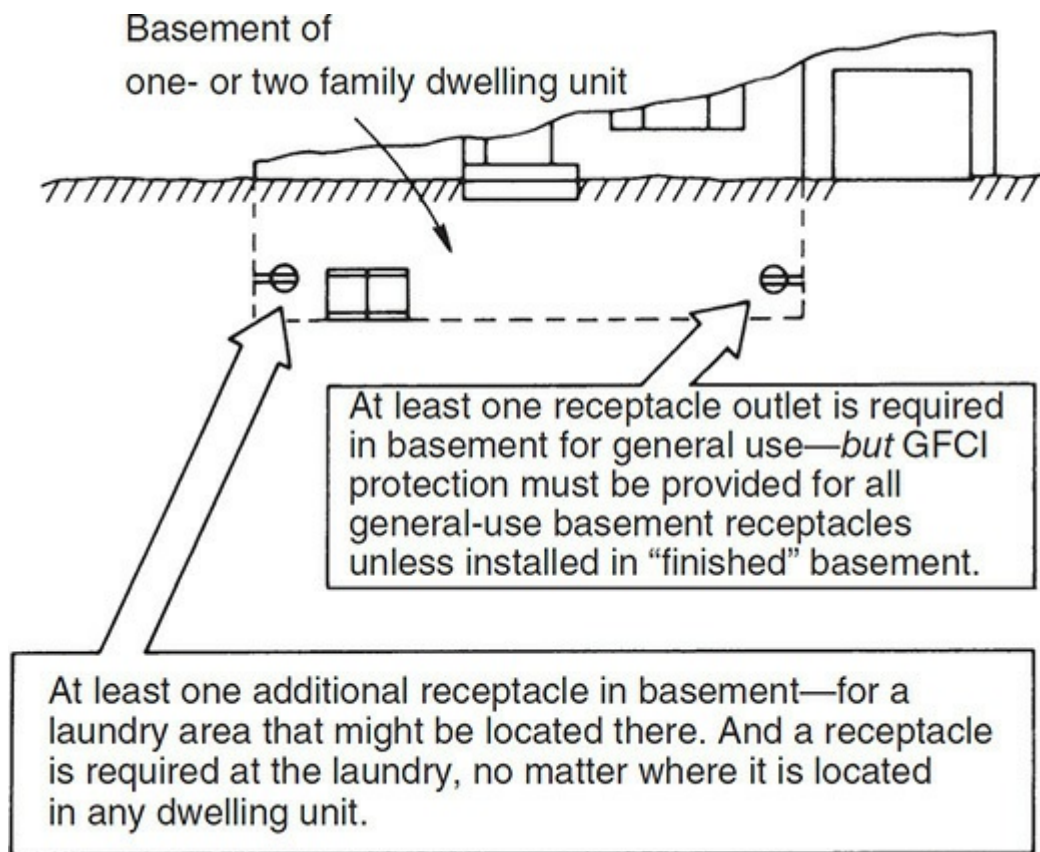 Basement of
one- or two family dwelling unit
At least one receptacle outlet is required
in basement for general use—but GFCI
protection must be provided for all
general-use basement receptacles
unless installed in “finished” basement.
At least one additional receptacle in basement—for a
laundry area that might be located there. And a receptacle
is required at the laundry, no matter where it is located
in any dwelling unit.